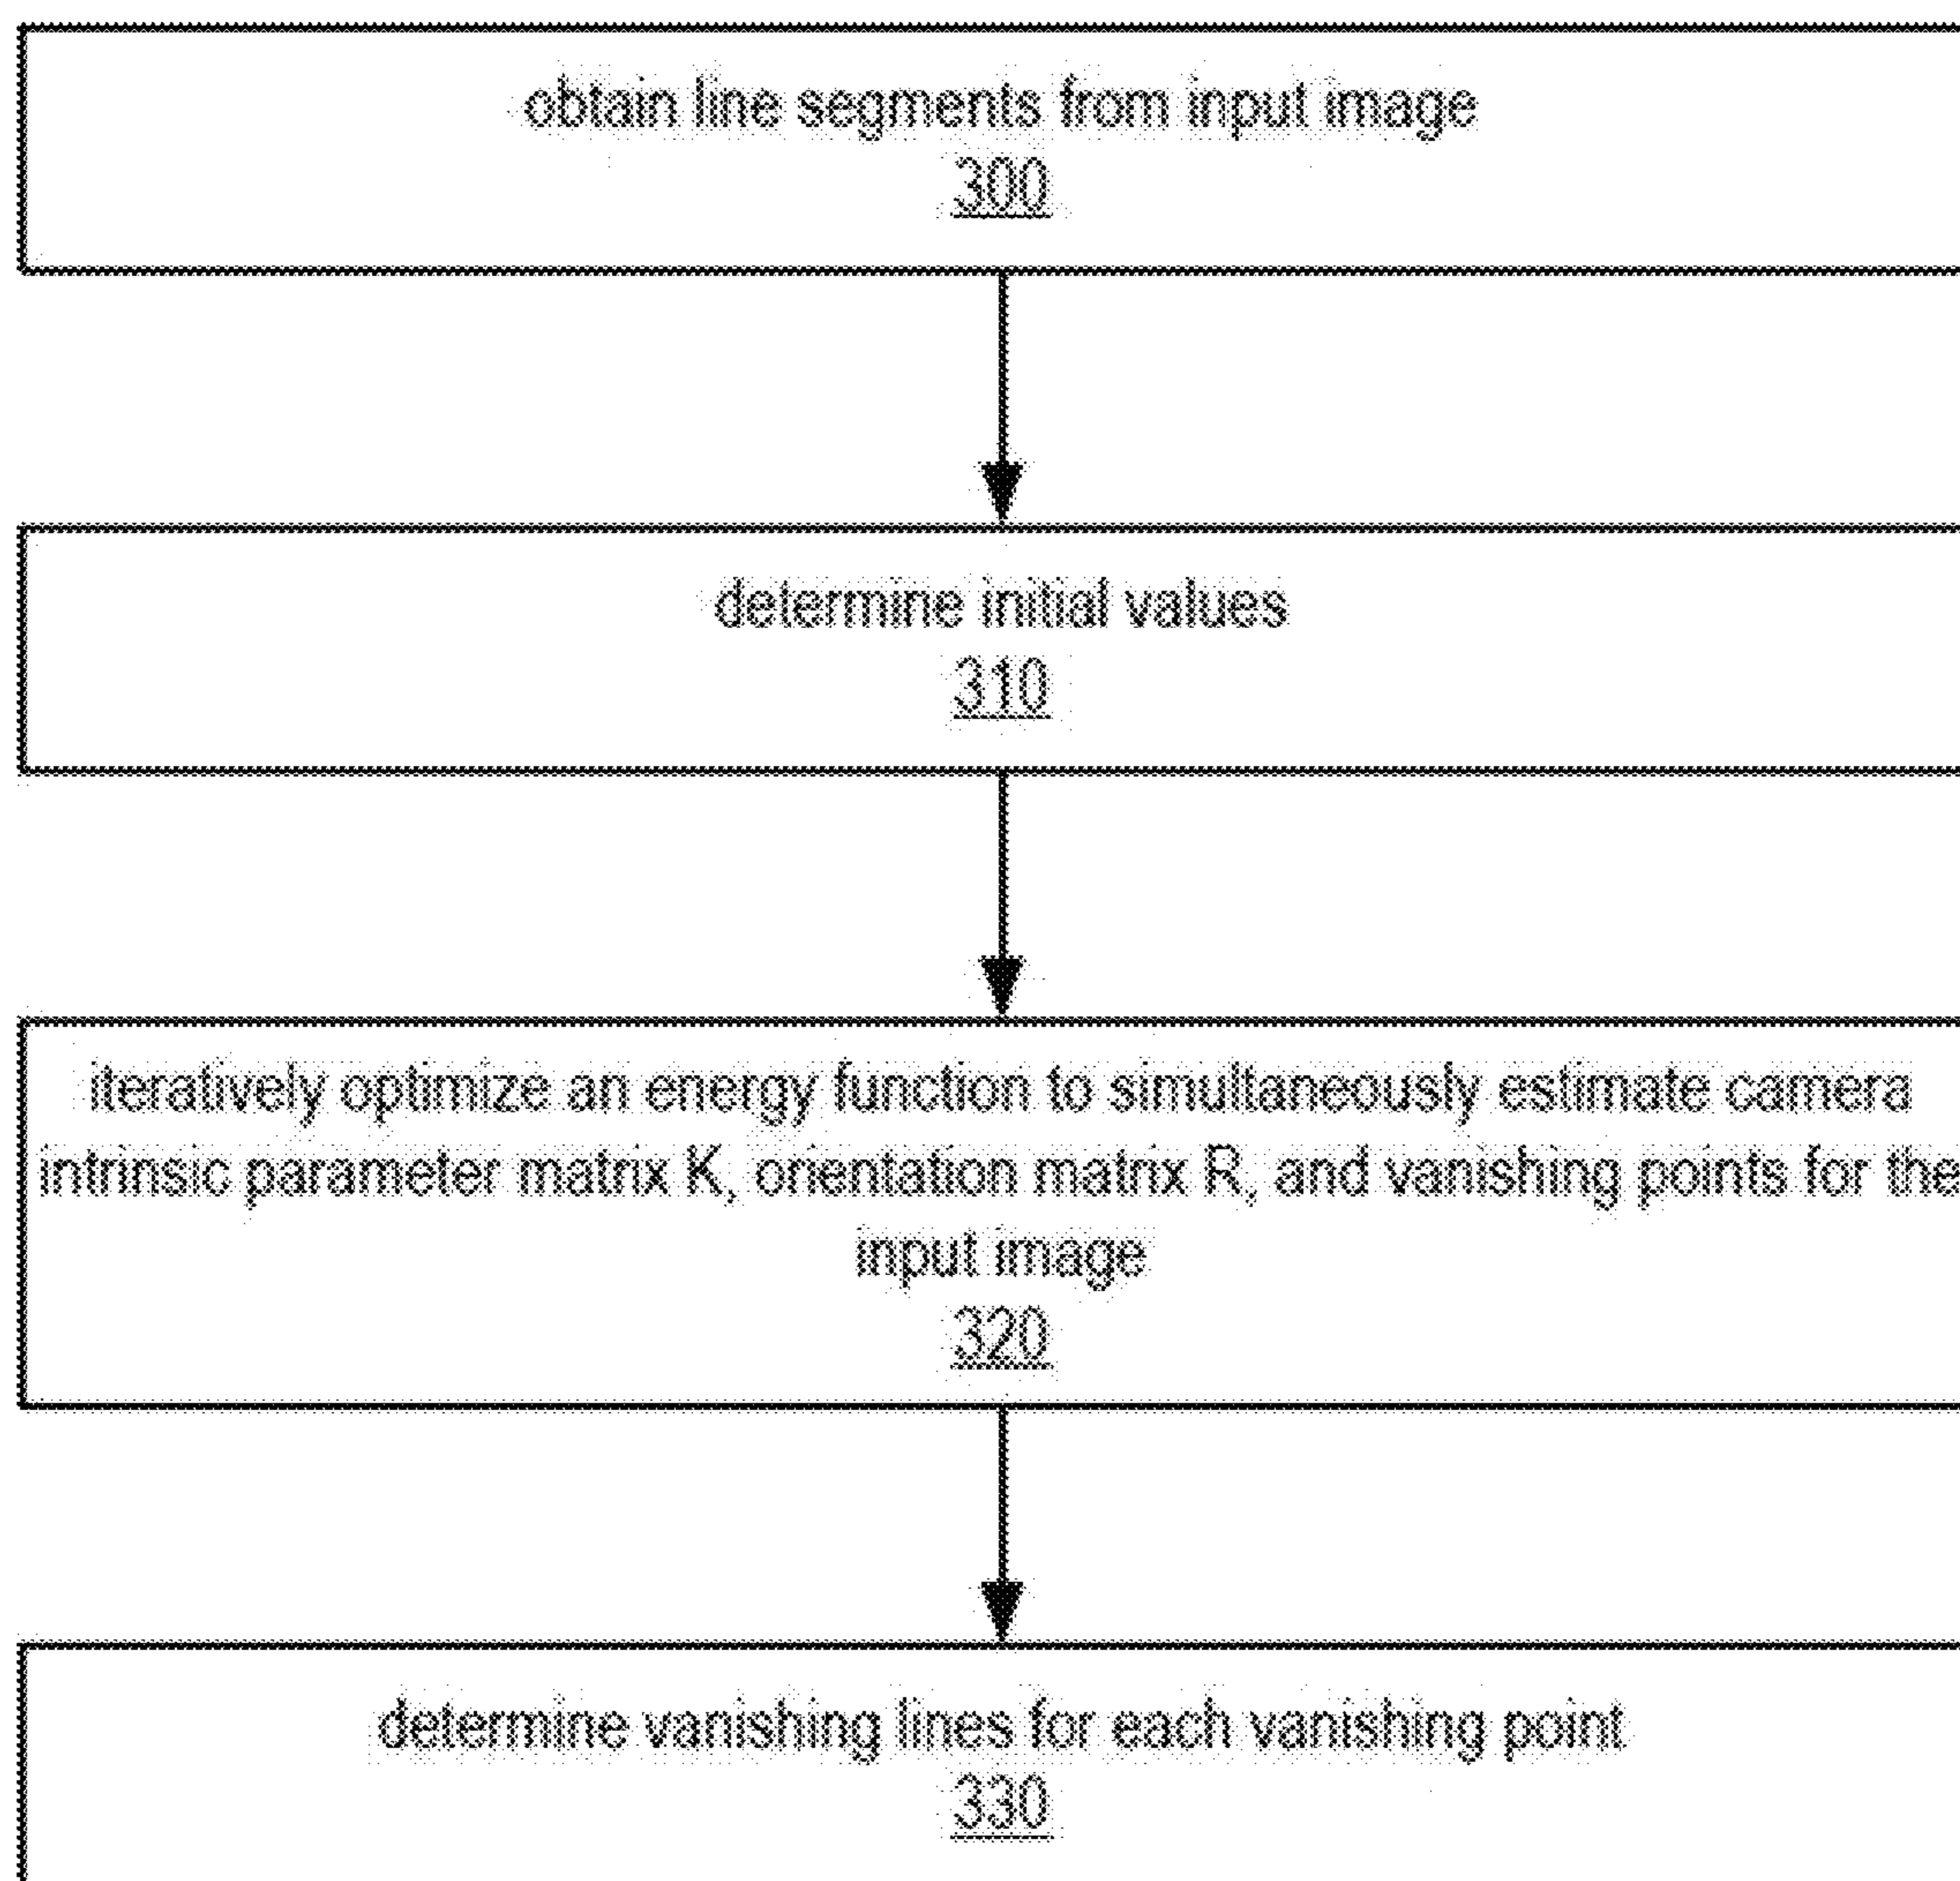 obtain line segments from input image
300
determine initial values
310
iteratively optimize an energy function to simultaneously estimate camera
intrinsic parameter matrix K, orientation matrix R, and vanishing points for the
input image
320
determine vanishing lines for each vanishing point
330